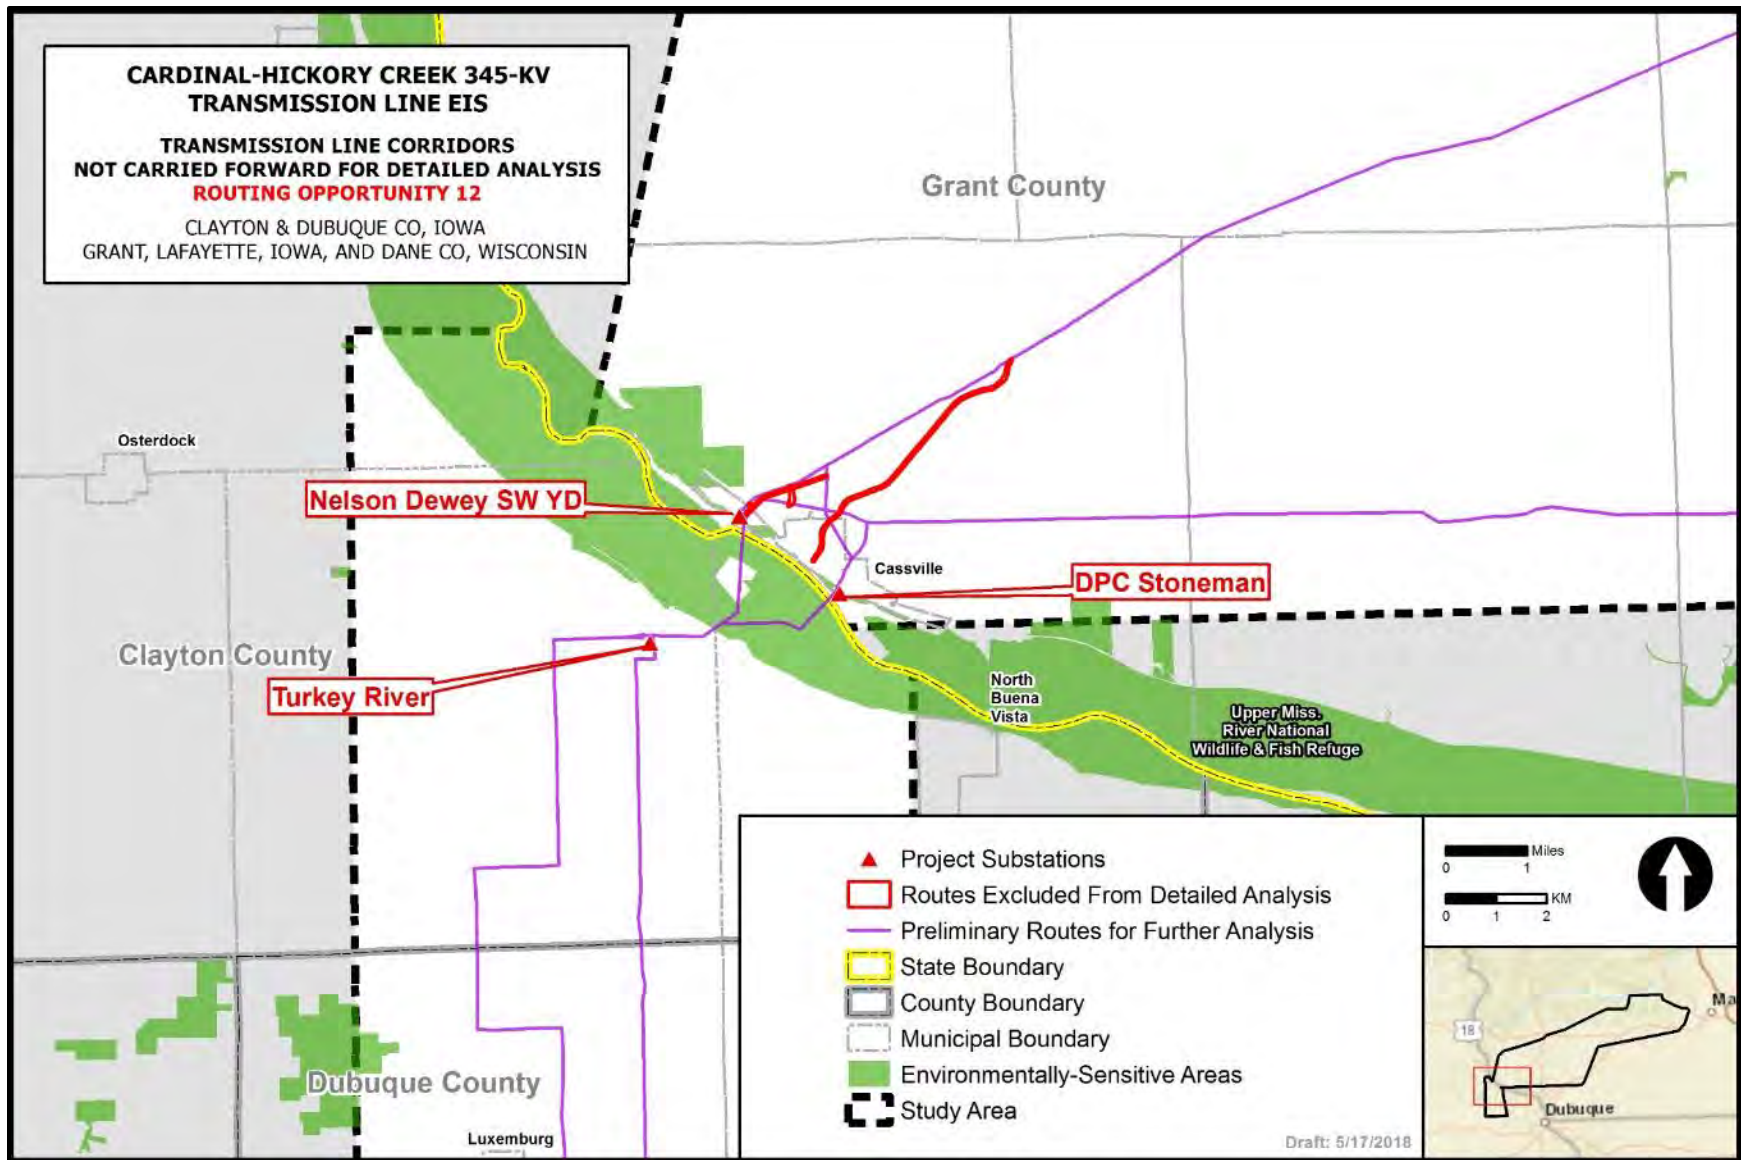 CARDINAL-HICKORY CREEK 345-KV
TRANSMISSION LINE EIS
TRANSMISSION LINE CORRIDORS
NOT CARRIED FORWARD FOR DETAILED ANALYSIS
ROUTING OPPORTUNITY 12
CLAYTON & DUBUQUE CO, IOWA
GRANT, LAFAYETTE, IOWA, AND DANE CO, WISCONSIN
Grant County
Osterdock
Nelson Dewey SW YD
Cassville
DPC Stoneman
Clayton County
Turkey River
North
Buena
Vista
Upper Miss.
River National
Wildlife & Fish Refuge
Dubuque County
Luxemburg
Project Substations
Routes Excluded From Detailed Analysis
Preliminary Routes for Further Analysis
State Boundary
County Boundary
Municipal Boundary
Environmentally-Sensitive Areas
Study Area
Draft: 5/17/2018
Miles
0 1
KM
0 1 2
Ma
18
Dubuque